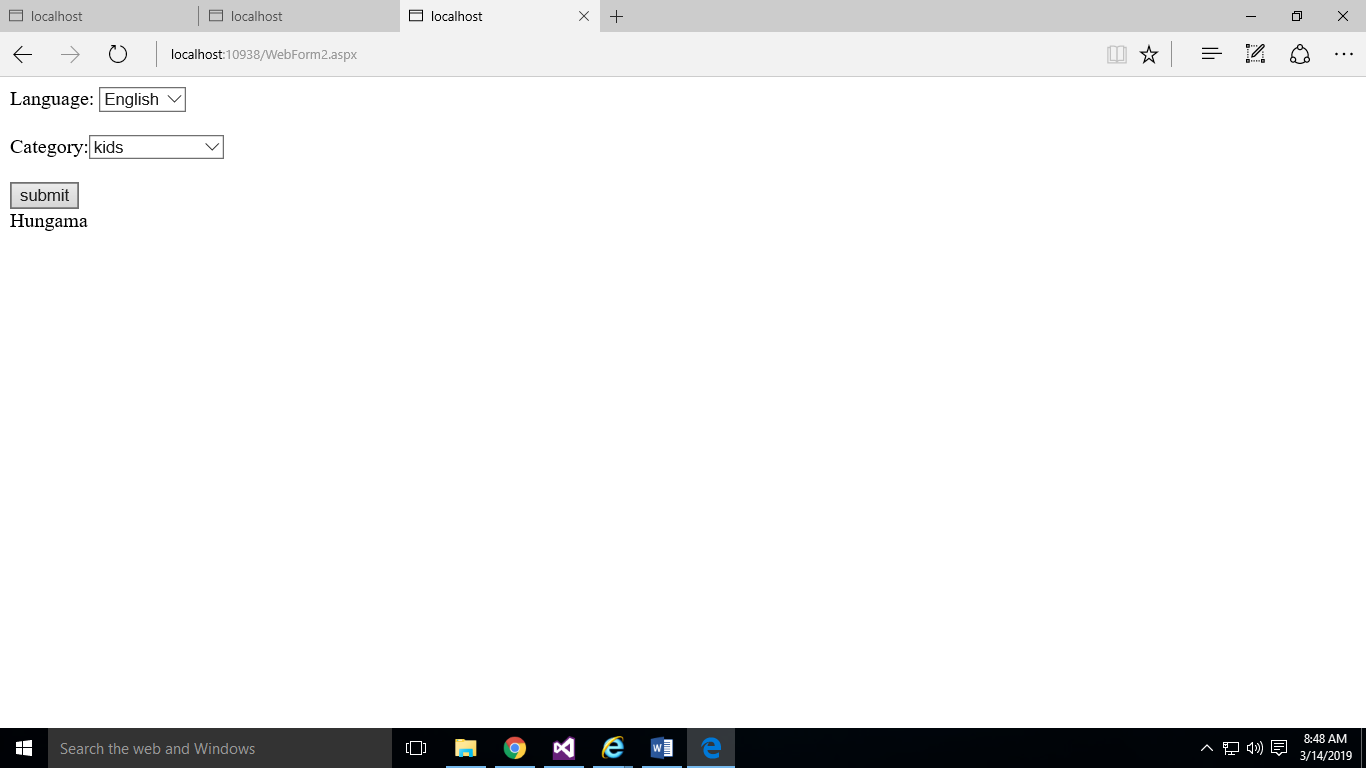 localhost
localhost
localhost
localhost:10938/WebForm2.aspx
Language: English
Category: kids
submit
Hungama
Search the web and Windows
8:48 AM
3/14/2019